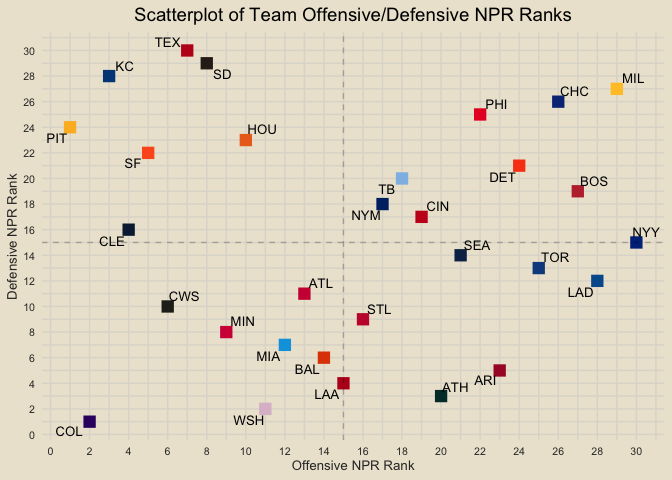 Scatterplot of Team Offensive/Defensive NPR Ranks
Defensive NPR Rank
30
28
26
24
22
20
18
16
14
12
10
8
6
4
2
0
TEX
SD
KC
MIL
CHC
PHI
PIT
HOU
SF
DET
BOS
TB
NYM
CIN
CLE
NYY
SEA
TOR
LAD
ATL
CWS
STL
MIN
MIA
BAL
LAA
ARI
ATH
WSH
COL
0 2 4 6 8 10 12 14 16 18 20 22 24 26 28 30
Offensive NPR Rank